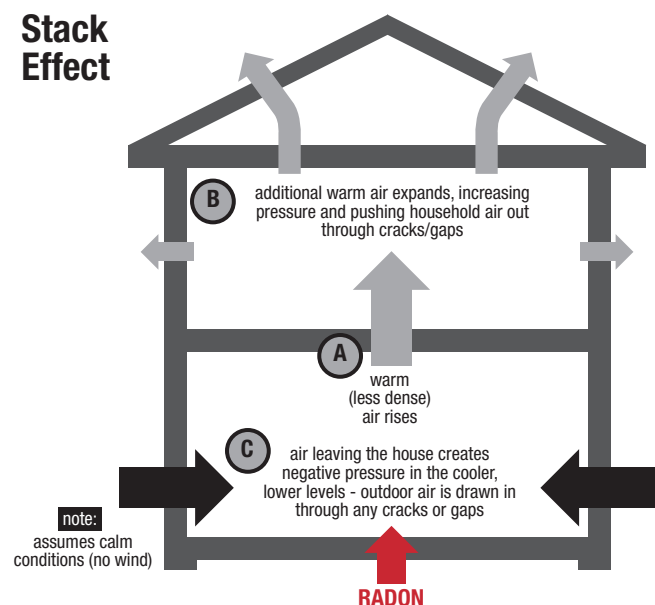 Stack
Effect
B
additional warm air expands, increasing
pressure and pushing household air out
through cracks/gaps
A
warm
(less dense)
air rises
C
air leaving the house creates
negative pressure in the cooler,
lower levels - outdoor air is drawn in
through any cracks or gaps
note:
assumes calm
conditions (no wind)
RADON